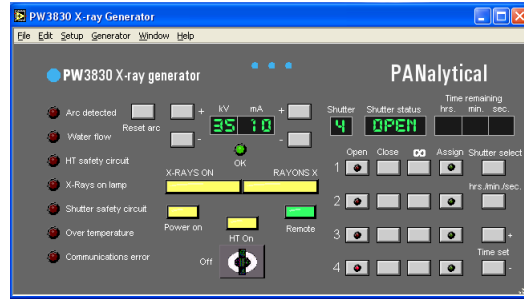 PW3830 X-ray Generator
File Edit Setup Generator Window Help
PW3830 X-ray generator
PANalytical
Arc detected
Reset arc
+ kV mA +
35 10
- -
OK
Shutter Shutter status
4 OPEN
Time remaining
hrs. min. sec.
Water flow
HT safety circuit
X-Rays on lamp
Shutter safety circuit
Over temperature
Communications error
X-RAYS ON RAYONS X
Power on
HT On
Remote
Off
Open Close ∞ Assign Shutter select
1
hrs./min./sec.
2
3 +
Time set
4 -